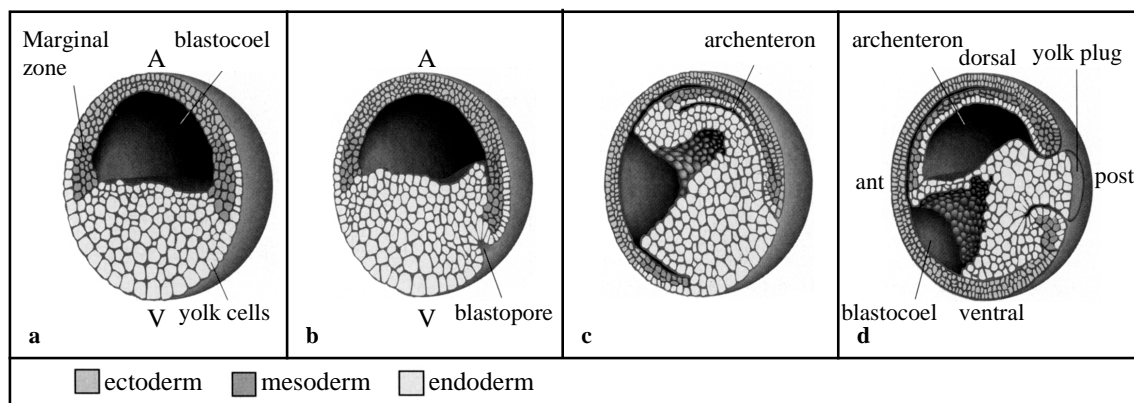 Marginal
zone
A
blastocoel
V
yolk cells
a
A
V
blastopore
b
archenteron
c
archenteron
dorsal
yolk plug
ant
post
blastocoel
ventral
d
ectoderm
mesoderm
endoderm